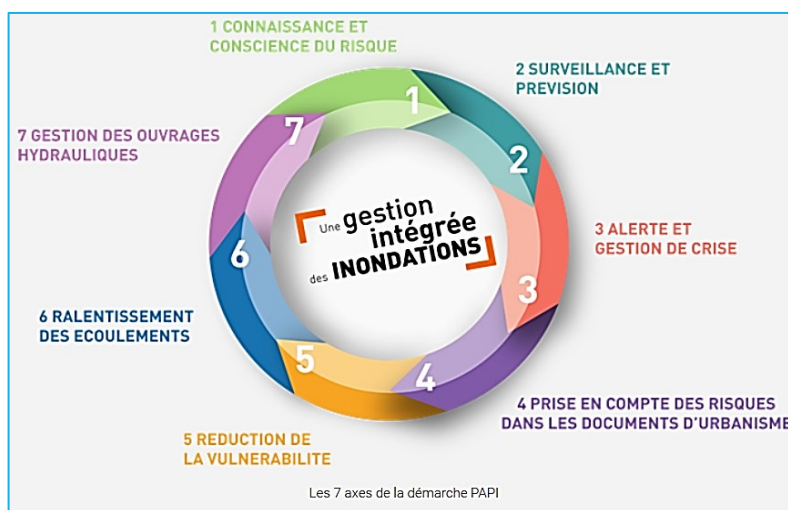 1 CONNAISSANCE ET
CONSCIENCE DU RISQUE
2 SURVEILLANCE ET
PREVISION
3 ALERTE ET
GESTION DE CRISE
4 PRISE EN COMPTE DES RISQUES
DANS LES DOCUMENTS D'URBANISME
5 REDUCTION DE
LA VULNERABILITE
6 RALENTISSEMENT
DES ECOULEMENTS
7 GESTION DES OUVRAGES
HYDRAULIQUES
1
2
3
4
5
6
7
Une gestion
intégrée
des INONDATIONS
Les 7 axes de la démarche PAPI